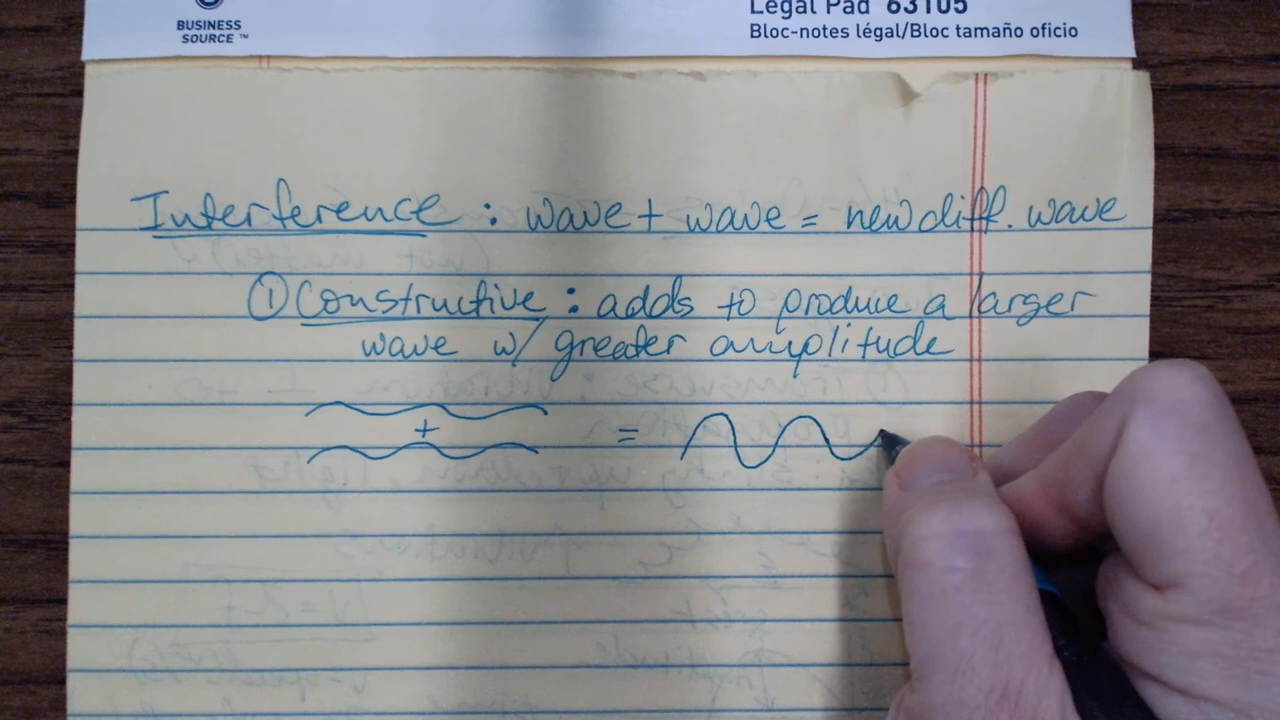 BUSINESS
SOURCE ™
Legal Pad 63105
Bloc-notes légal/Bloc tamaño oficio
Interference : wave + wave = new diff. wave
① Constructive : adds to produce a larger
wave w/ greater amplitude
+
=